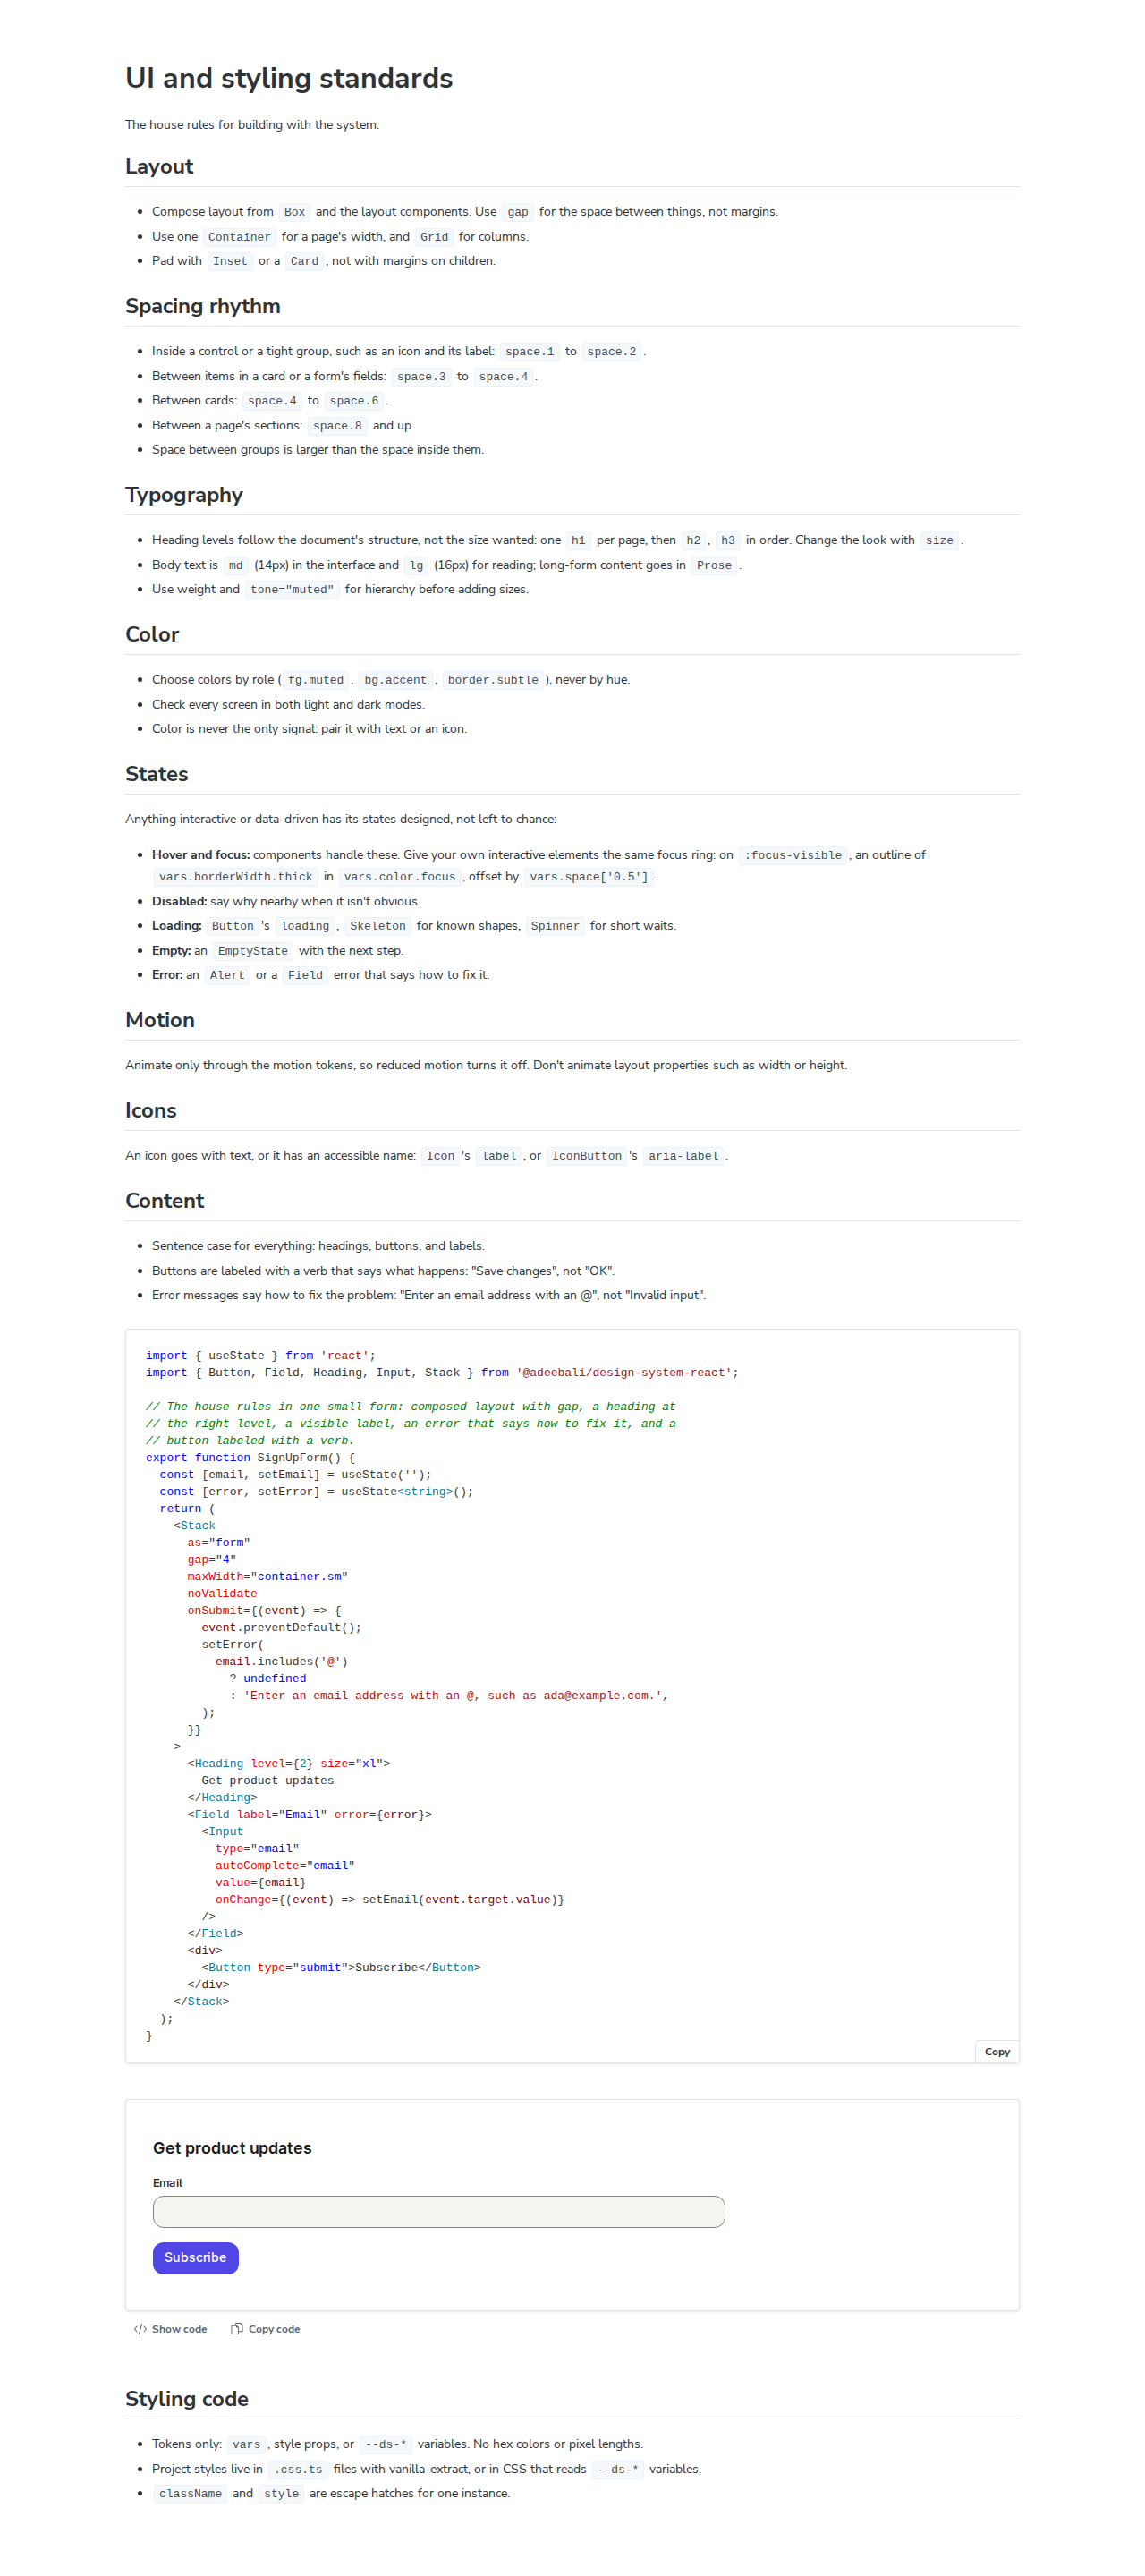 UI and styling standards
The house rules for building with the system.
Layout
Compose layout from Box and the layout components. Use gap for the space between things, not margins.
Use one Container for a page's width, and Grid for columns.
Pad with Inset or a Card, not with margins on children.
Spacing rhythm
Inside a control or a tight group, such as an icon and its label: space.1 to space.2.
Between items in a card or a form's fields: space.3 to space.4.
Between cards: space.4 to space.6.
Between a page's sections: space.8 and up.
Space between groups is larger than the space inside them.
Typography
Heading levels follow the document's structure, not the size wanted: one h1 per page, then h2, h3 in order. Change the look with size.
Body text is md (14px) in the interface and lg (16px) for reading; long-form content goes in Prose.
Use weight and tone="muted" for hierarchy before adding sizes.
Color
Choose colors by role (fg.muted, bg.accent, border.subtle), never by hue.
Check every screen in both light and dark modes.
Color is never the only signal: pair it with text or an icon.
States
Anything interactive or data-driven has its states designed, not left to chance:
Hover and focus: components handle these. Give your own interactive elements the same focus ring: on :focus-visible, an outline of
vars.borderWidth.thick in vars.color.focus, offset by vars.space['0.5'].
Disabled: say why nearby when it isn't obvious.
Loading: Button's loading, Skeleton for known shapes, Spinner for short waits.
Empty: an EmptyState with the next step.
Error: an Alert or a Field error that says how to fix it.
Motion
Animate only through the motion tokens, so reduced motion turns it off. Don't animate layout properties such as width or height.
Icons
An icon goes with text, or it has an accessible name: Icon's label, or IconButton's aria-label.
Content
Sentence case for everything: headings, buttons, and labels.
Buttons are labeled with a verb that says what happens: "Save changes", not "OK".
Error messages say how to fix the problem: "Enter an email address with an @", not "Invalid input".
import { useState } from 'react';
import { Button, Field, Heading, Input, Stack } from '@adeebali/design-system-react';
// The house rules in one small form: composed layout with gap, a heading at
// the right level, a visible label, an error that says how to fix it, and a
// button labeled with a verb.
export function SignUpForm() {
  const [email, setEmail] = useState('');
  const [error, setError] = useState<string>();
  return (
    <Stack
      as="form"
      gap="4"
      maxWidth="container.sm"
      noValidate
      onSubmit={(event) => {
        event.preventDefault();
        setError(
          email.includes('@')
            ? undefined
            : 'Enter an email address with an @, such as ada@example.com.',
        );
      }}
    >
      <Heading level={2} size="xl">
        Get product updates
      </Heading>
      <Field label="Email" error={error}>
        <Input
          type="email"
          autoComplete="email"
          value={email}
          onChange={(event) => setEmail(event.target.value)}
        />
      </Field>
      <div>
        <Button type="submit">Subscribe</Button>
      </div>
    </Stack>
  );
}
Copy
Get product updates
Email
Subscribe
Show code Copy code
Styling code
Tokens only: vars, style props, or --ds-* variables. No hex colors or pixel lengths.
Project styles live in .css.ts files with vanilla-extract, or in CSS that reads --ds-* variables.
className and style are escape hatches for one instance.